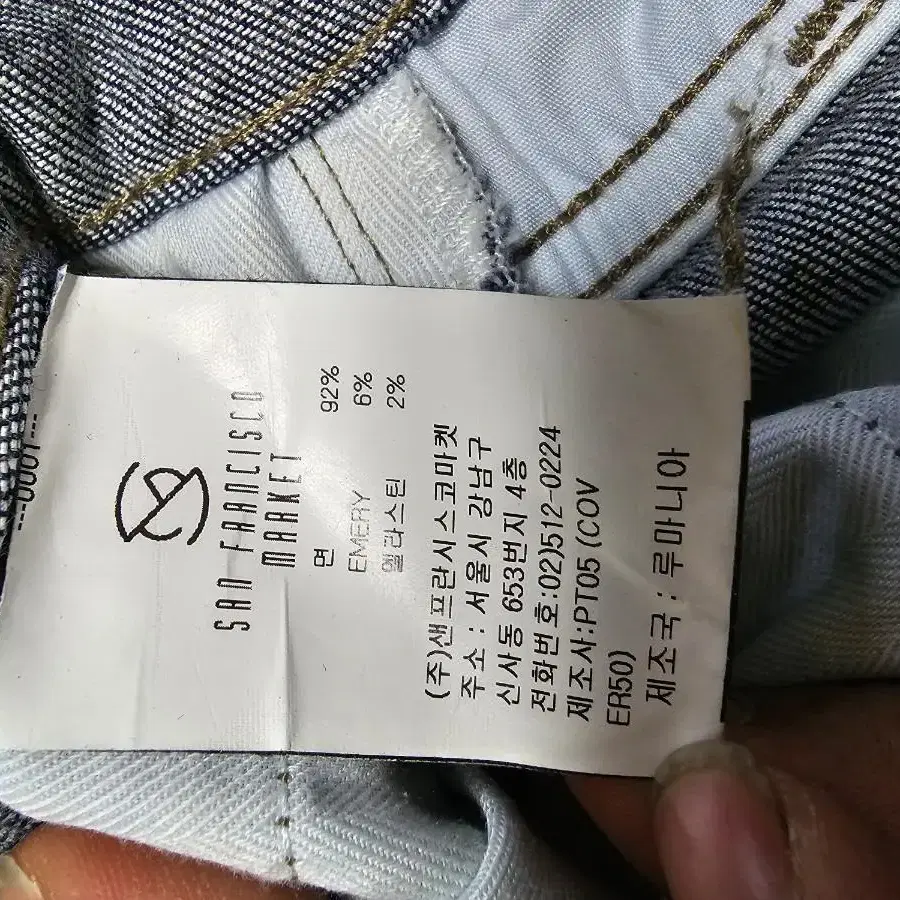 ---0001---
SAN FRANCISCO
MARKET
면 92%
EMERY 6%
엘라스틴 2%
(주)샌프란시스코마켓
주소 : 서울시 강남구
신사동 653번지 4층
전화번호:02)512-0224
제조사:PT05 (COV
ER50)
제조국 : 루마니아